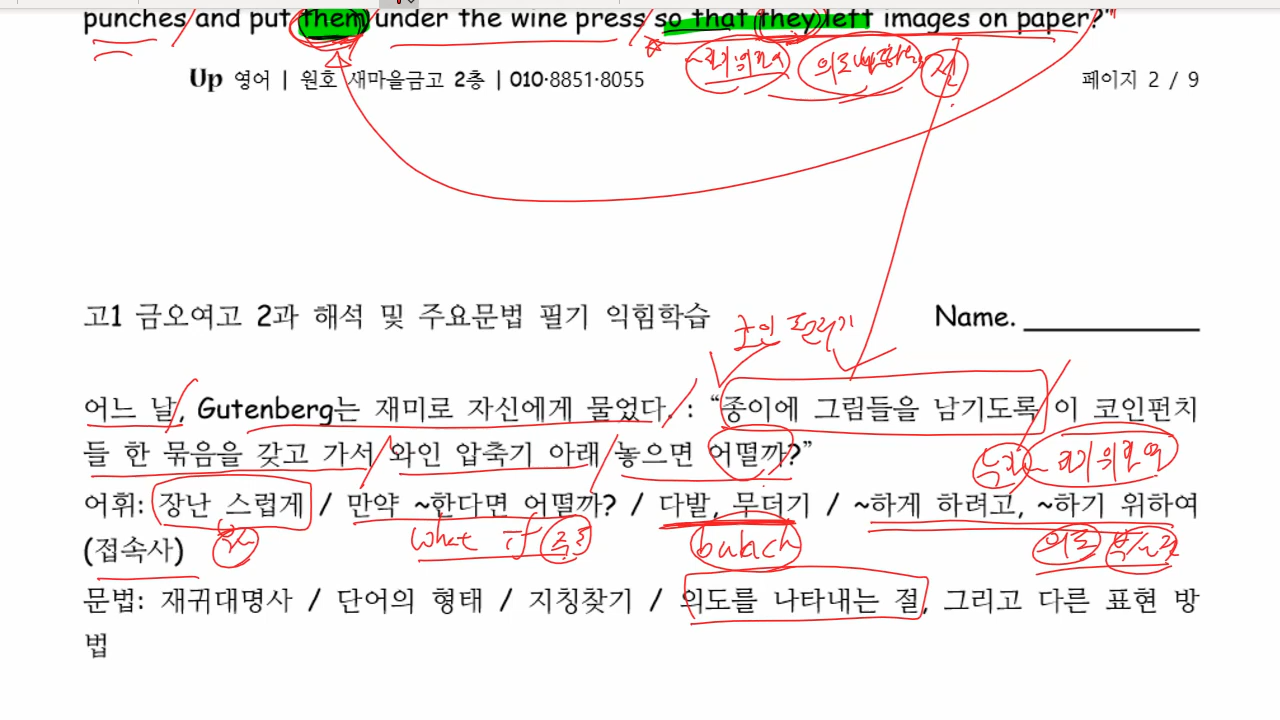 punches and put them under the wine press so that they left images on paper?"
Up 영어 | 원호 새마을금고 2층 | 010·8851·8055 페이지 2 / 9
고1 금오여고 2과 해석 및 주요문법 필기 익힘학습 Name.
어느 날, Gutenberg는 재미로 자신에게 물었다. : “종이에 그림들을 남기도록 이 코인펀치
들 한 묶음을 갖고 가서 와인 압축기 아래 놓으면 어떨까?”
어휘: 장난 스럽게 / 만약 ~한다면 어떨까? / 다발, 무더기 / ~하게 하려고, ~하기 위하여
(접속사) what if
문법: 재귀대명사 / 단어의 형태 / 지칭찾기 / 의도를 나타내는 절, 그리고 다른 표현 방
법